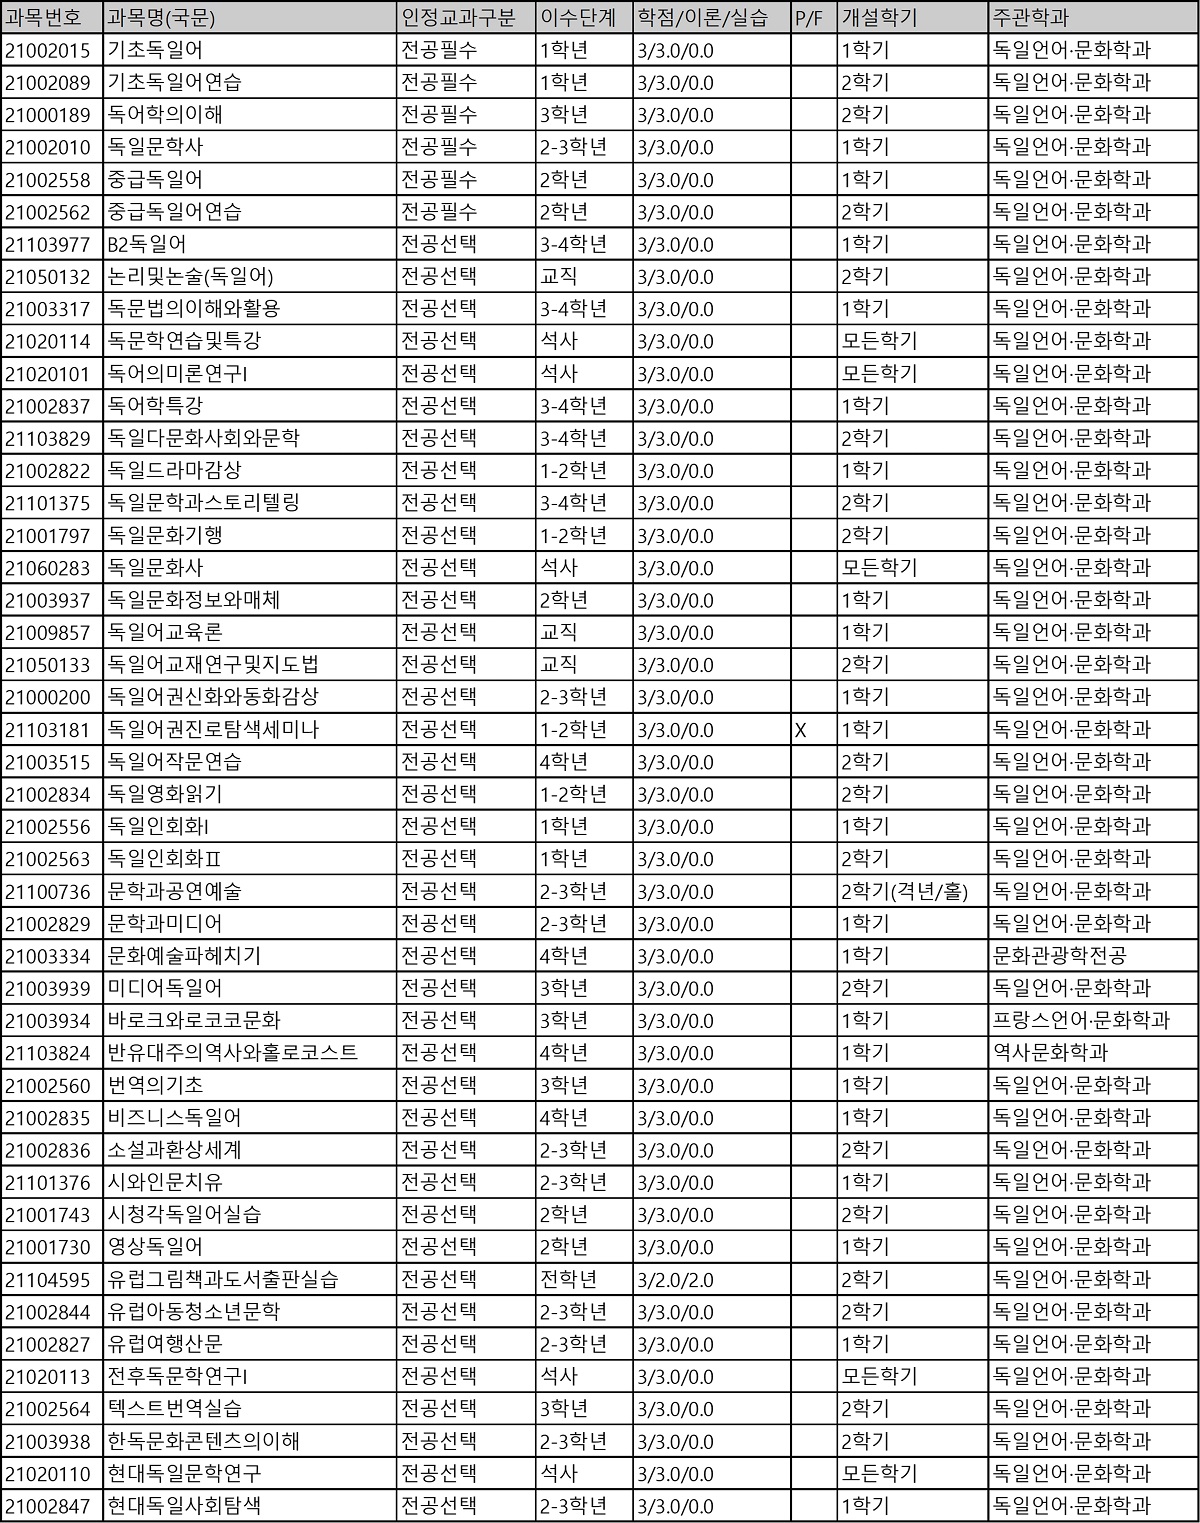 과목번호 과목명(국문) 인정교과구분 이수단계 학점/이론/실습 P/F 개설학기 주관학과
21002015 기초독일어 전공필수 1학년 3/3.0/0.0 1학기 독일언어·문화학과
21002089 기초독일어연습 전공필수 1학년 3/3.0/0.0 2학기 독일언어·문화학과
21000189 독어학의이해 전공필수 3학년 3/3.0/0.0 2학기 독일언어·문화학과
21002010 독일문학사 전공필수 2-3학년 3/3.0/0.0 1학기 독일언어·문화학과
21002558 중급독일어 전공필수 2학년 3/3.0/0.0 1학기 독일언어·문화학과
21002562 중급독일어연습 전공필수 2학년 3/3.0/0.0 2학기 독일언어·문화학과
21103977 B2독일어 전공선택 3-4학년 3/3.0/0.0 1학기 독일언어·문화학과
21050132 논리및논술(독일어) 전공선택 교직 3/3.0/0.0 2학기 독일언어·문화학과
21003317 독문법의이해와활용 전공선택 3-4학년 3/3.0/0.0 1학기 독일언어·문화학과
21020114 독문학연습및특강 전공선택 석사 3/3.0/0.0 모든학기 독일언어·문화학과
21020101 독어의미론연구I 전공선택 석사 3/3.0/0.0 모든학기 독일언어·문화학과
21002837 독어학특강 전공선택 3-4학년 3/3.0/0.0 1학기 독일언어·문화학과
21103829 독일다문화사회와문학 전공선택 3-4학년 3/3.0/0.0 2학기 독일언어·문화학과
21002822 독일드라마감상 전공선택 1-2학년 3/3.0/0.0 1학기 독일언어·문화학과
21101375 독일문학과스토리텔링 전공선택 3-4학년 3/3.0/0.0 2학기 독일언어·문화학과
21001797 독일문화기행 전공선택 1-2학년 3/3.0/0.0 2학기 독일언어·문화학과
21060283 독일문화사 전공선택 석사 3/3.0/0.0 모든학기 독일언어·문화학과
21003937 독일문화정보와매체 전공선택 2학년 3/3.0/0.0 1학기 독일언어·문화학과
21009857 독일어교육론 전공선택 교직 3/3.0/0.0 1학기 독일언어·문화학과
21050133 독일어교재연구및지도법 전공선택 교직 3/3.0/0.0 2학기 독일언어·문화학과
21000200 독일어권신화와동화감상 전공선택 2-3학년 3/3.0/0.0 1학기 독일언어·문화학과
21103181 독일어권진로탐색세미나 전공선택 1-2학년 3/3.0/0.0 X 1학기 독일언어·문화학과
21003515 독일어작문연습 전공선택 4학년 3/3.0/0.0 2학기 독일언어·문화학과
21002834 독일영화읽기 전공선택 1-2학년 3/3.0/0.0 2학기 독일언어·문화학과
21002556 독일인회화I 전공선택 1학년 3/3.0/0.0 1학기 독일언어·문화학과
21002563 독일인회화Ⅱ 전공선택 1학년 3/3.0/0.0 2학기 독일언어·문화학과
21100736 문학과공연예술 전공선택 2-3학년 3/3.0/0.0 2학기(격년/홀) 독일언어·문화학과
21002829 문학과미디어 전공선택 2-3학년 3/3.0/0.0 1학기 독일언어·문화학과
21003334 문화예술파헤치기 전공선택 4학년 3/3.0/0.0 1학기 문화관광학전공
21003939 미디어독일어 전공선택 3학년 3/3.0/0.0 2학기 독일언어·문화학과
21003934 바로크와로코코문화 전공선택 3학년 3/3.0/0.0 1학기 프랑스언어·문화학과
21103824 반유대주의역사와홀로코스트 전공선택 4학년 3/3.0/0.0 1학기 역사문화학과
21002560 번역의기초 전공선택 3학년 3/3.0/0.0 1학기 독일언어·문화학과
21002835 비즈니스독일어 전공선택 4학년 3/3.0/0.0 1학기 독일언어·문화학과
21002836 소설과환상세계 전공선택 2-3학년 3/3.0/0.0 2학기 독일언어·문화학과
21101376 시와인문치유 전공선택 2-3학년 3/3.0/0.0 1학기 독일언어·문화학과
21001743 시청각독일어실습 전공선택 2학년 3/3.0/0.0 2학기 독일언어·문화학과
21001730 영상독일어 전공선택 2학년 3/3.0/0.0 1학기 독일언어·문화학과
21104595 유럽그림책과도서출판실습 전공선택 전학년 3/2.0/2.0 2학기 독일언어·문화학과
21002844 유럽아동청소년문학 전공선택 2-3학년 3/3.0/0.0 2학기 독일언어·문화학과
21002827 유럽여행산문 전공선택 2-3학년 3/3.0/0.0 1학기 독일언어·문화학과
21020113 전후독문학연구I 전공선택 석사 3/3.0/0.0 모든학기 독일언어·문화학과
21002564 텍스트번역실습 전공선택 3학년 3/3.0/0.0 2학기 독일언어·문화학과
21003938 한독문화콘텐츠의이해 전공선택 2-3학년 3/3.0/0.0 2학기 독일언어·문화학과
21020110 현대독일문학연구 전공선택 석사 3/3.0/0.0 모든학기 독일언어·문화학과
21002847 현대독일사회탐색 전공선택 2-3학년 3/3.0/0.0 1학기 독일언어·문화학과